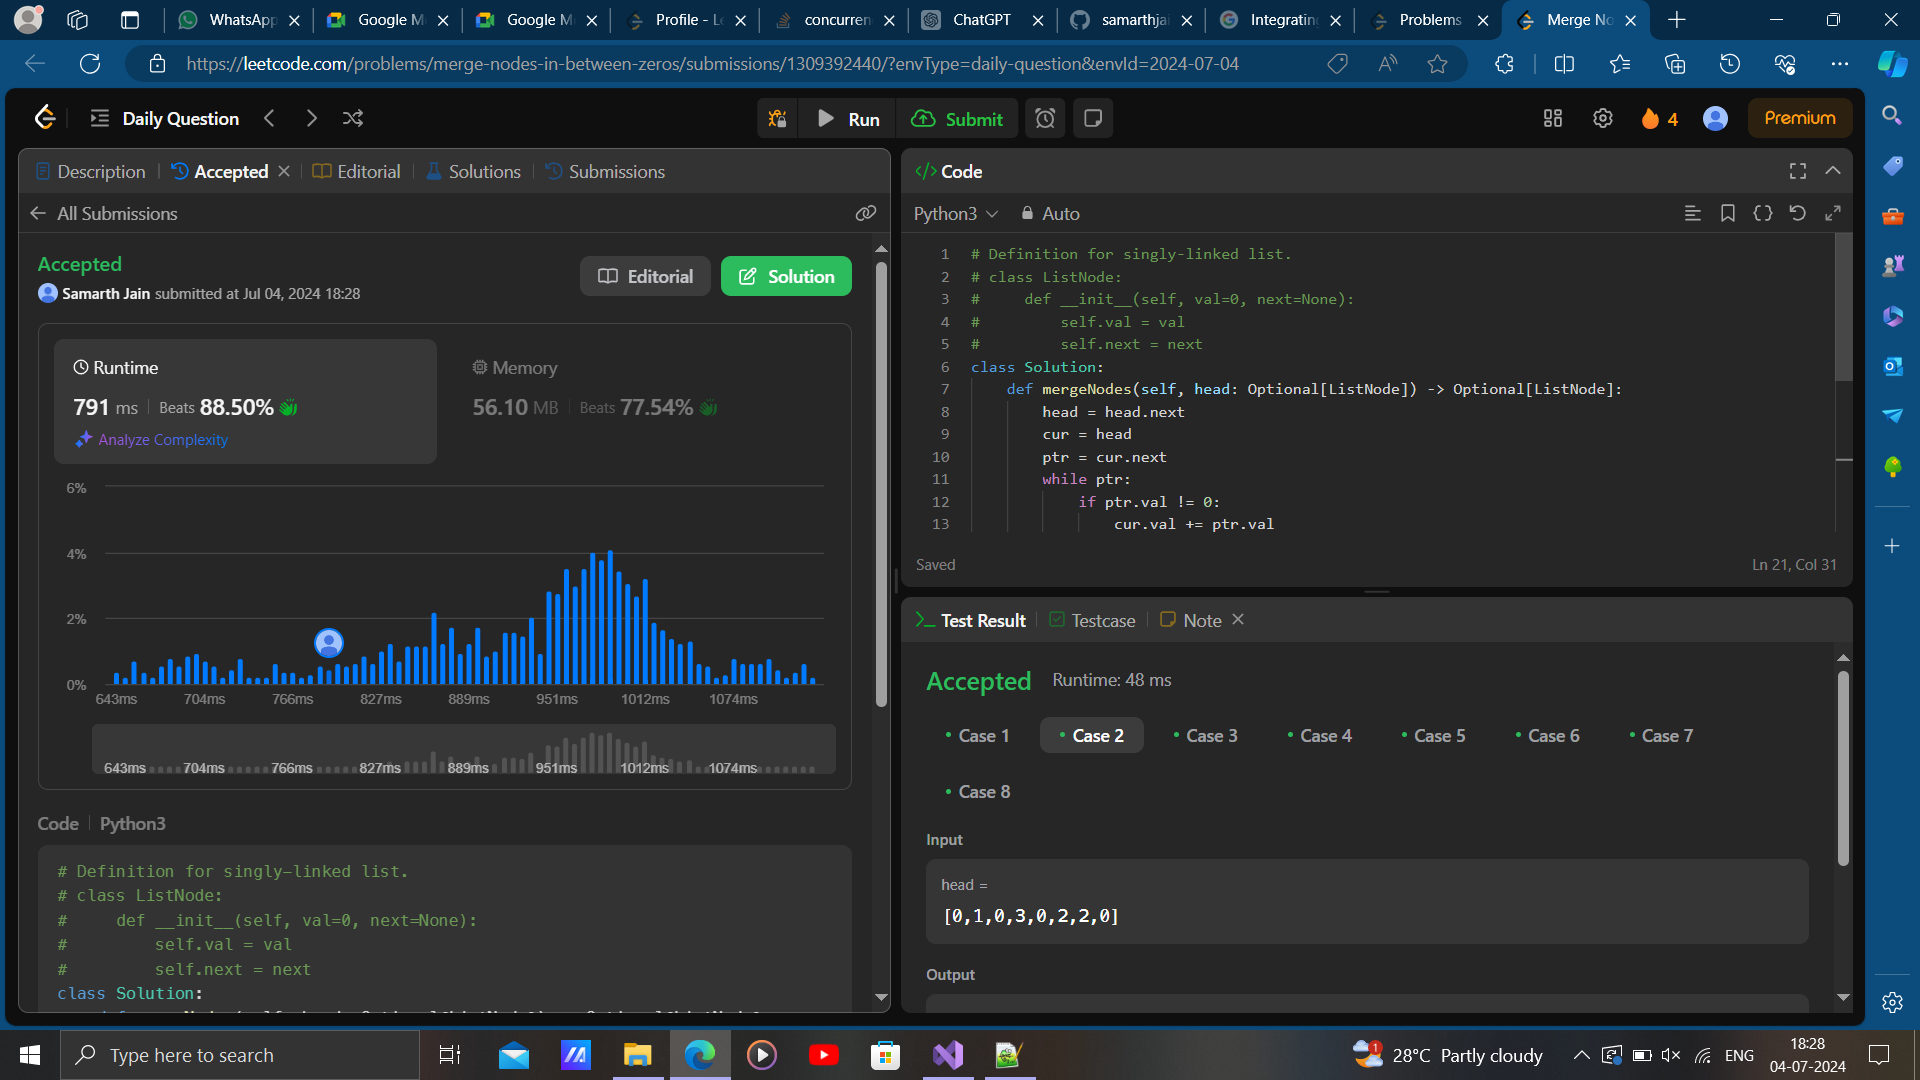 WhatsApp
Google M
Google M
Profile - Le
concurren
ChatGPT
samarthjai
Integrating
Problems
Merge No
https://leetcode.com/problems/merge-nodes-in-between-zeros/submissions/1309392440/?envType=daily-question&envId=2024-07-04
Daily Question
Run
Submit
4
Premium
Description
Accepted
Editorial
Solutions
Submissions
All Submissions
Accepted
Samarth Jain submitted at Jul 04, 2024 18:28
Editorial
Solution
Runtime
791 ms Beats 88.50%
Analyze Complexity
Memory
56.10 MB Beats 77.54%
6%
4%
2%
0%
643ms 704ms 766ms 827ms 889ms 951ms 1012ms 1074ms
643ms 704ms 766ms 827ms 889ms 951ms 1012ms 1074ms
Code Python3
# Definition for singly-linked list.
# class ListNode:
#     def __init__(self, val=0, next=None):
#         self.val = val
#         self.next = next
class Solution:
</> Code
Python3 Auto
1 # Definition for singly-linked list.
2 # class ListNode:
3 #     def __init__(self, val=0, next=None):
4 #         self.val = val
5 #         self.next = next
6 class Solution:
7     def mergeNodes(self, head: Optional[ListNode]) -> Optional[ListNode]:
8         head = head.next
9         cur = head
10         ptr = cur.next
11         while ptr:
12             if ptr.val != 0:
13                 cur.val += ptr.val
Saved
Ln 21, Col 31
Test Result
Testcase
Note
Accepted Runtime: 48 ms
Case 1
Case 2
Case 3
Case 4
Case 5
Case 6
Case 7
Case 8
Input
head =
[0,1,0,3,0,2,2,0]
Output
Type here to search
1
28°C Partly cloudy
ENG
18:28
04-07-2024